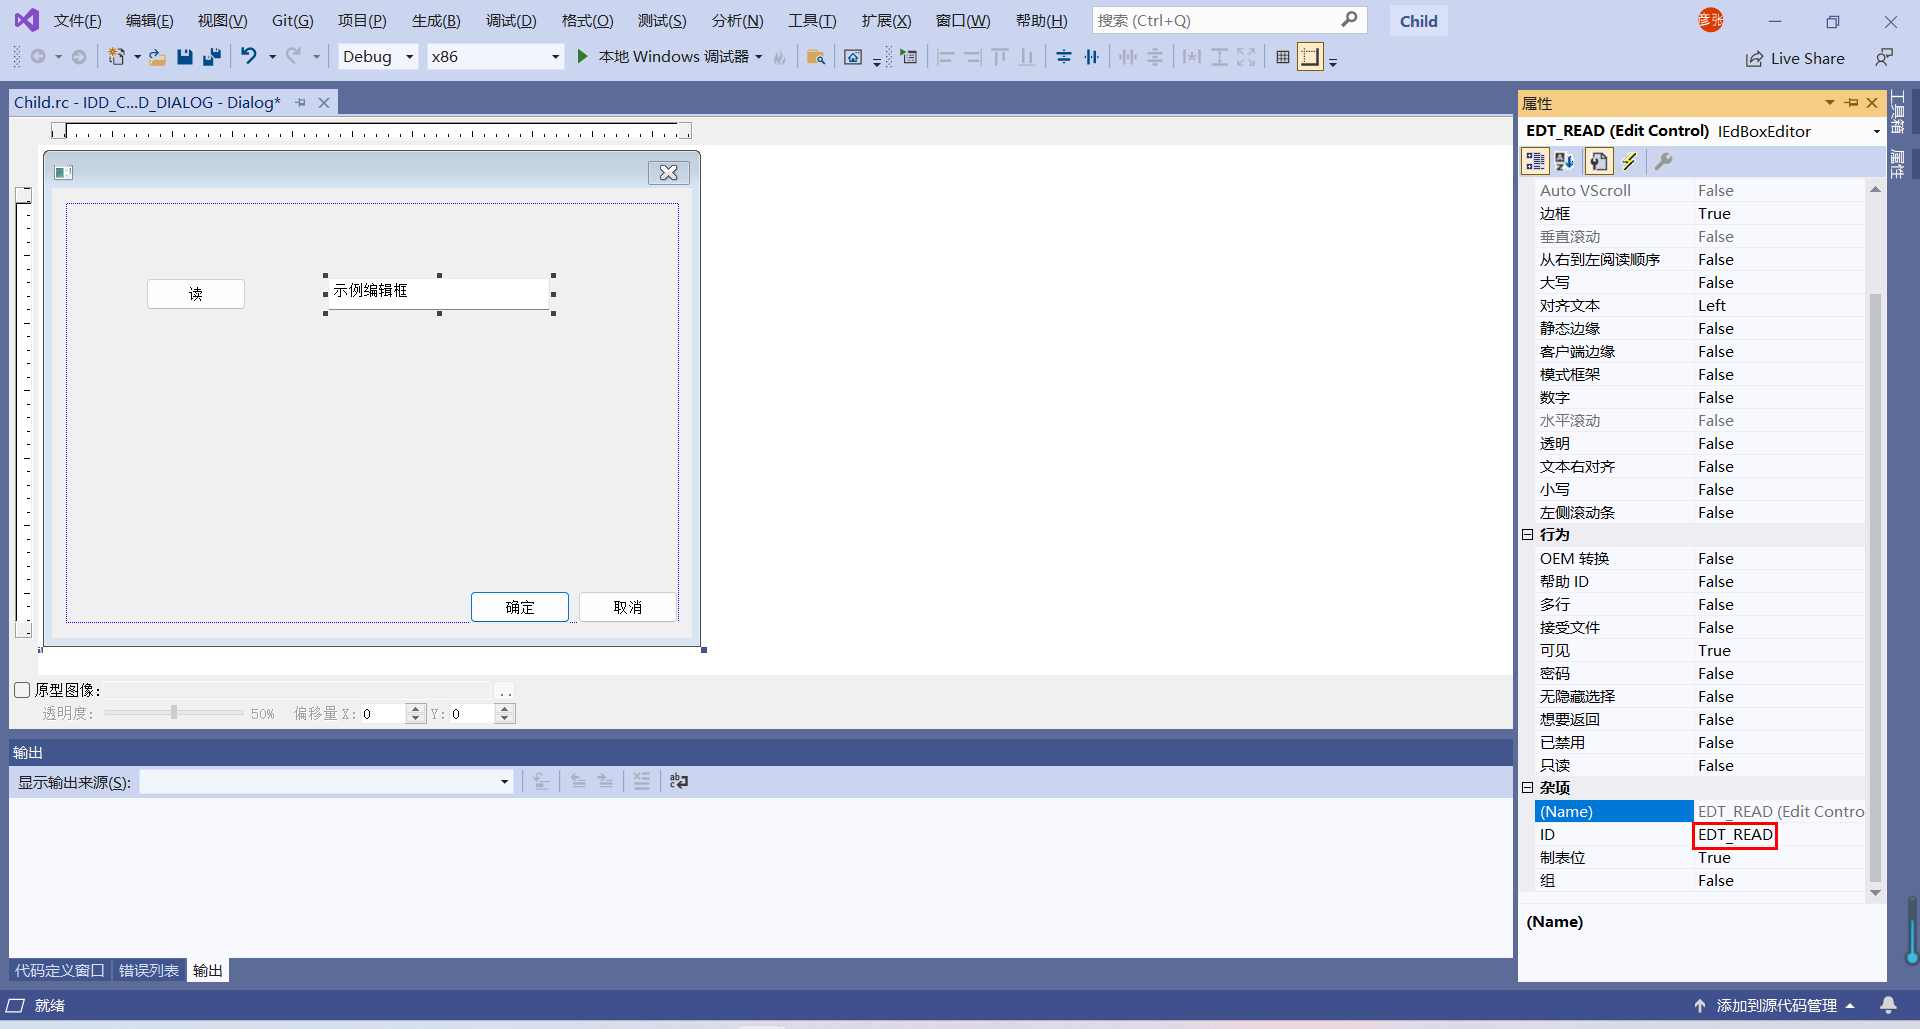 文件(F) 编辑(E) 视图(V) Git(G) 项目(P) 生成(B) 调试(D) 格式(O) 测试(S) 分析(N) 工具(T) 扩展(X) 窗口(W) 帮助(H) 搜索 (Ctrl+Q) Child 彦张
Debug x86 本地 Windows 调试器 Live Share
Child.rc - IDD_C...D_DIALOG - Dialog*
读 示例编辑框
确定 取消
原型图像: ..
透明度: 50% 偏移量 X: 0 Y: 0
输出
显示输出来源(S):
代码定义窗口 错误列表 输出
属性
EDT_READ (Edit Control) IEdBoxEditor
Auto VScroll False
边框 True
垂直滚动 False
从右到左阅读顺序 False
大写 False
对齐文本 Left
静态边缘 False
客户端边缘 False
模式框架 False
数字 False
水平滚动 False
透明 False
文本右对齐 False
小写 False
左侧滚动条 False
行为
OEM 转换 False
帮助 ID False
多行 False
接受文件 False
可见 True
密码 False
无隐藏选择 False
想要返回 False
已禁用 False
只读 False
杂项
(Name) EDT_READ (Edit Contro
ID EDT_READ
制表位 True
组 False
(Name)
工具箱
属性
就绪 添加到源代码管理